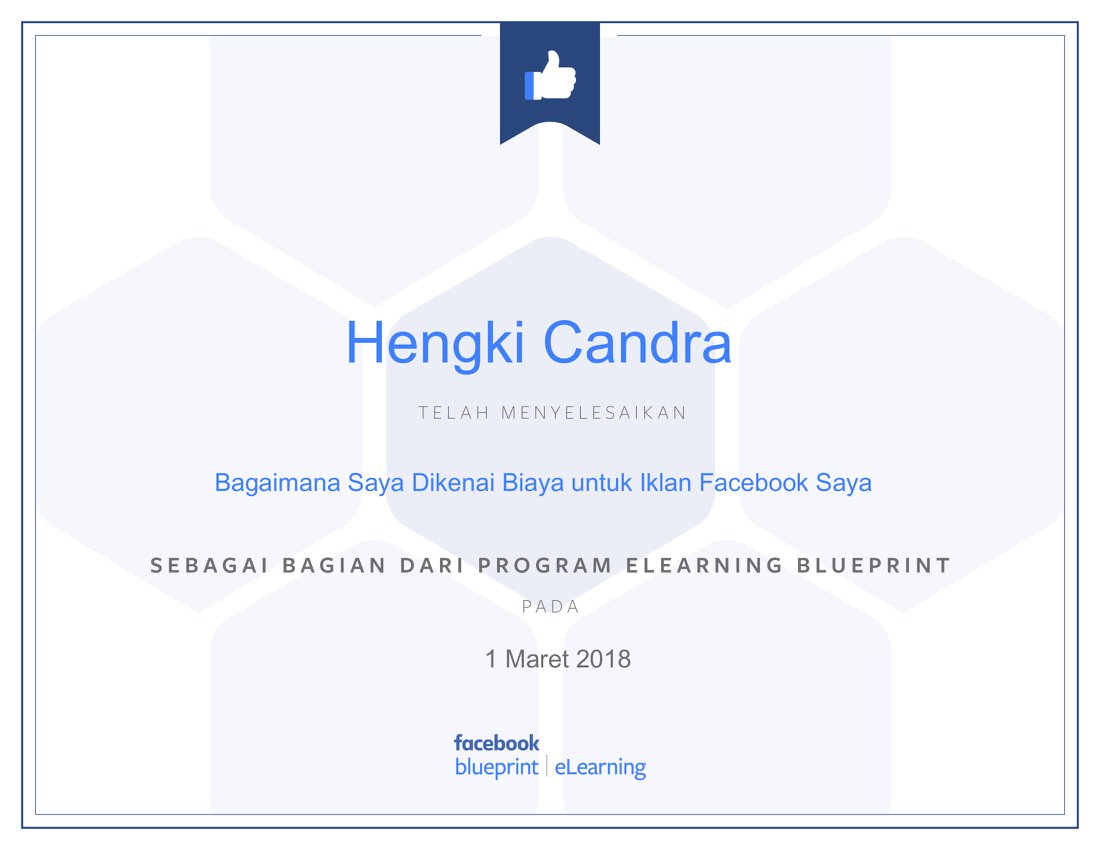 Hengki Candra
TELAH MENYELESAIKAN
Bagaimana Saya Dikenai Biaya untuk Iklan Facebook Saya
SEBAGAI BAGIAN DARI PROGRAM ELEARNING BLUEPRINT
PADA
1 Maret 2018
facebook
blueprint | eLearning